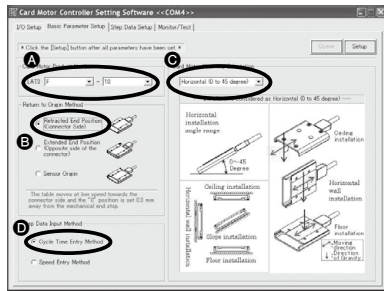 Card Motor Controller Setting Software <<COM4>>
I/O Setup Basic Parameter Setup Step Data Setup Monitor/Test
* Click the [Setup] button after all parameters have been set. *
Setup
A
C
LATQ F - 10
Horizontal (0 to 45 degree)
considered as Horizontal (0 to 45 degree)
Return to Origin Method
B
Retracted End Position
(Connector Side)
Extended End Position
(Opposite side of the
connector)
Sensor Origin
The table moves at low speed towards the
connector side and the "0" position is set 0.3 mm
away from the mechanical end stop.
D
Data Input Method
Cycle Time Entry Method
Speed Entry Method
Horizontal
installation
angle range
0~45
Degree
Ceiling
installation
Horizontal wall installation
Ceiling installation
Slope installation
Floor installation
Horizontal
wall
installation
Floor
installation
:Moving
direction
:Direction
of Gravity